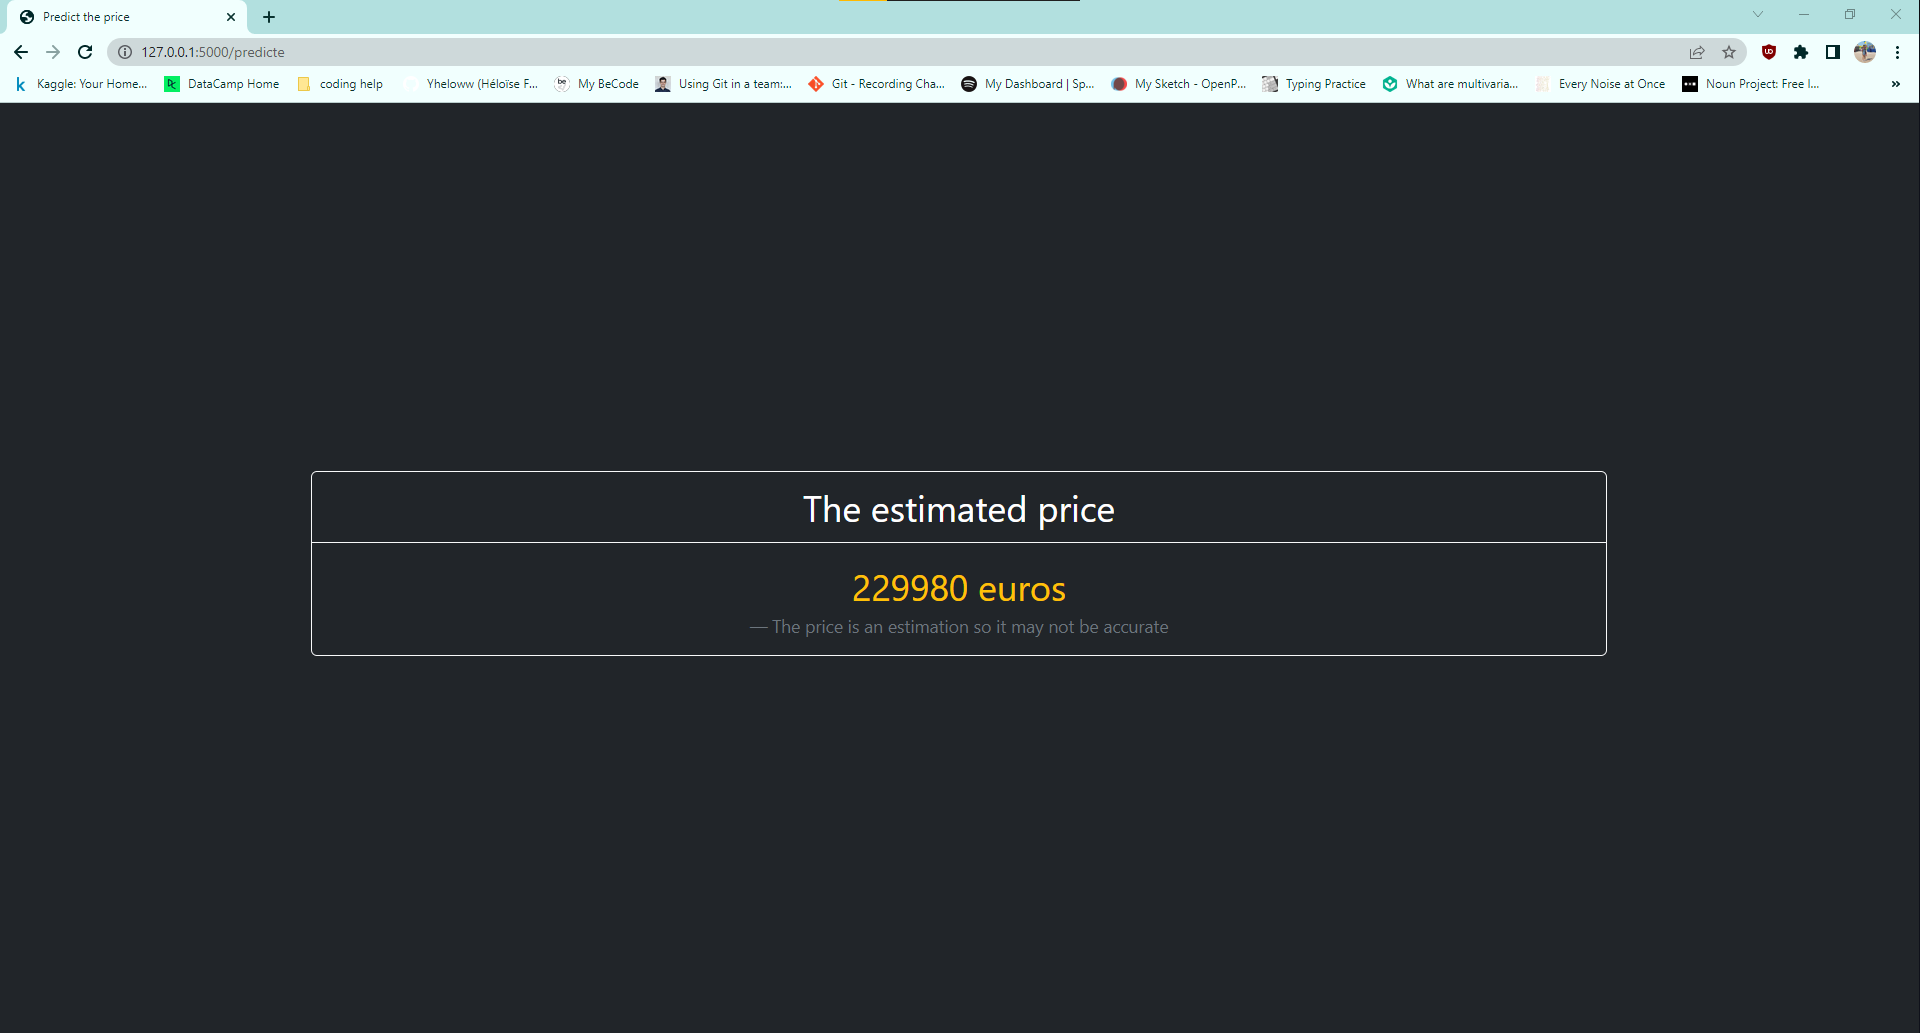 Predict the price
127.0.0.1:5000/predicte
Kaggle: Your Home... DataCamp Home coding help Yheloww (Héloïse F... My BeCode Using Git in a team:... Git - Recording Cha... My Dashboard | Sp... My Sketch - OpenP... Typing Practice What are multivaria... Every Noise at Once Noun Project: Free I... »
The estimated price
229980 euros
— The price is an estimation so it may not be accurate